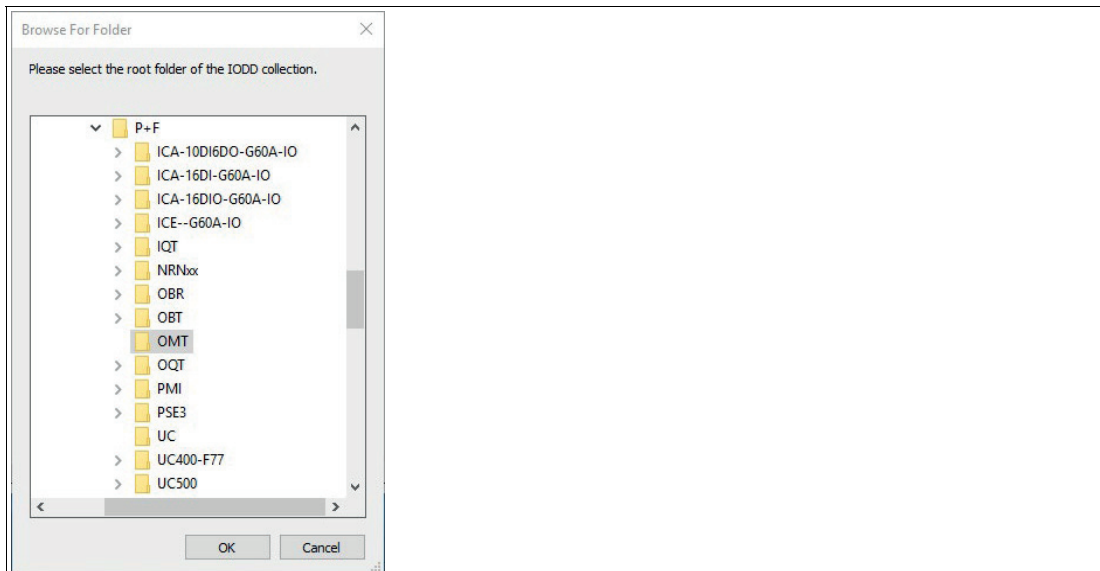 Browse For Folder
Please select the root folder of the IODD collection.
P+F
ICA-10DI6DO-G60A-IO
ICA-16DI-G60A-IO
ICA-16DIO-G60A-IO
ICE--G60A-IO
IQT
NRNxx
OBR
OBT
OMT
OQT
PMI
PSE3
UC
UC400-F77
UC500
OK Cancel